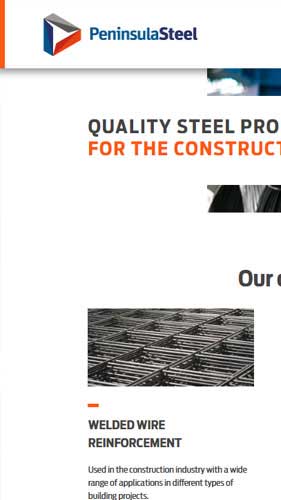 PeninsulaSteel
QUALITY STEEL PRO
FOR THE CONSTRUCT
Our
WELDED WIRE
REINFORCEMENT
Used in the construction industry with a wide
range of applications in different types of
building projects.